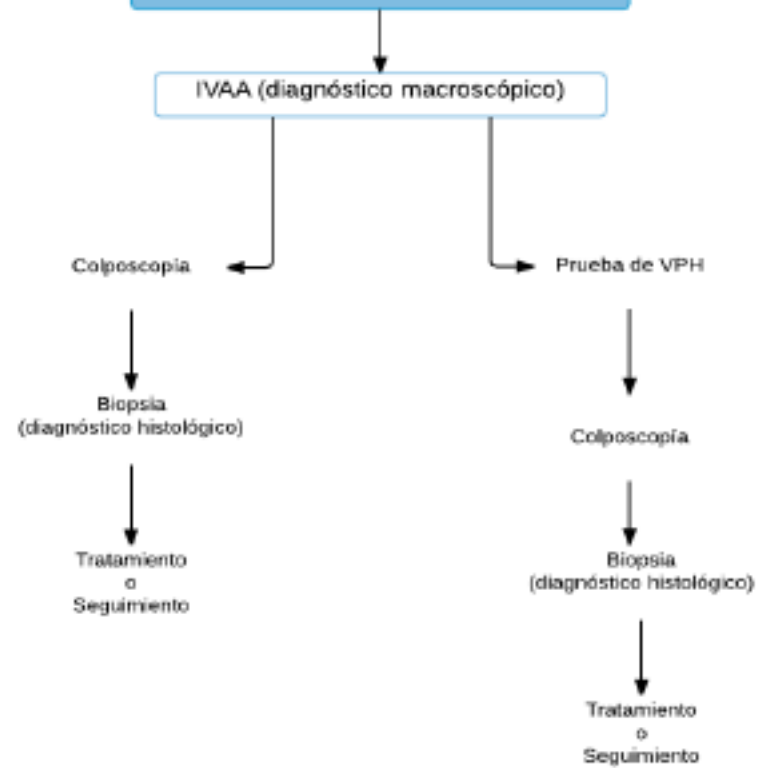 IVAA (diagnóstico macroscópico)
Colposcopia
Prueba de VPH
Biopsia
(diagnóstico histológico)
Colposcopía
Tratamiento
o
Seguimiento
Biopsia
(diagnóstico histológico)
Tratamiento
o
Seguimiento